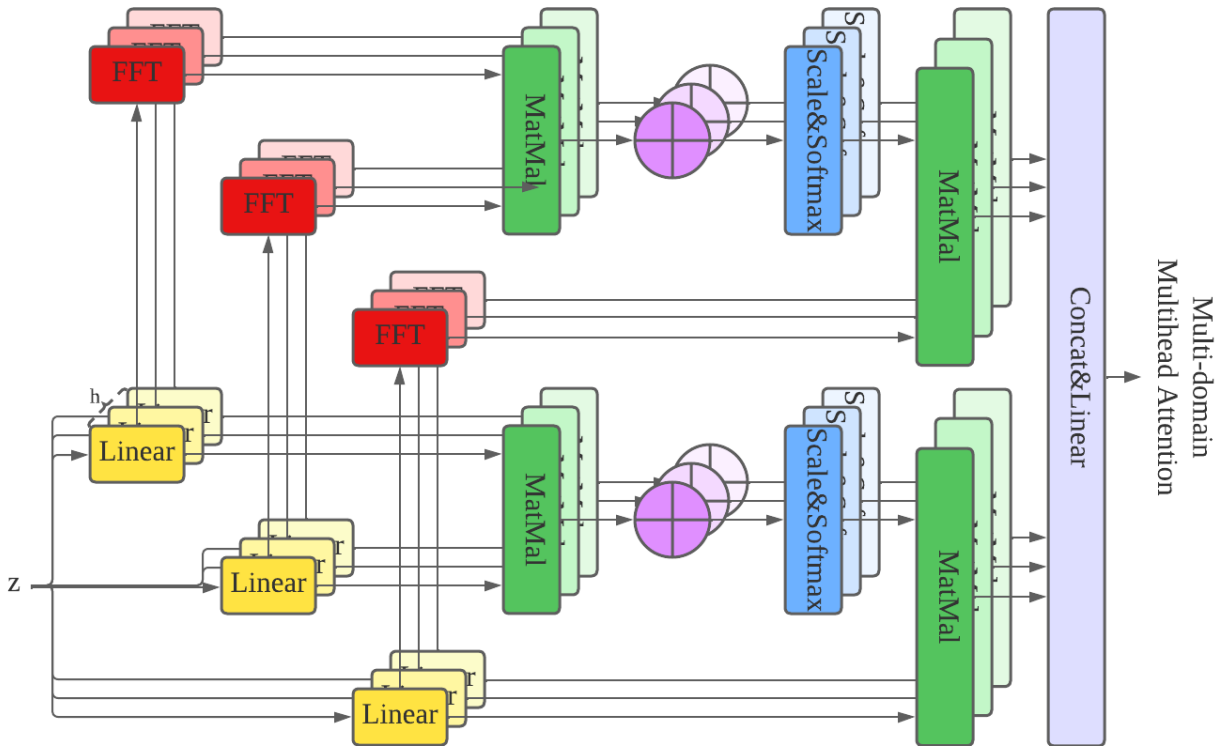 FFT
MatMal
Scale&Softmax
FFT
MatMal
FFT
Concat&Linear
Multi-domain
Multihead Attention
h
Linear
MatMal
Scale&Softmax
z
Linear
MatMal
Linear